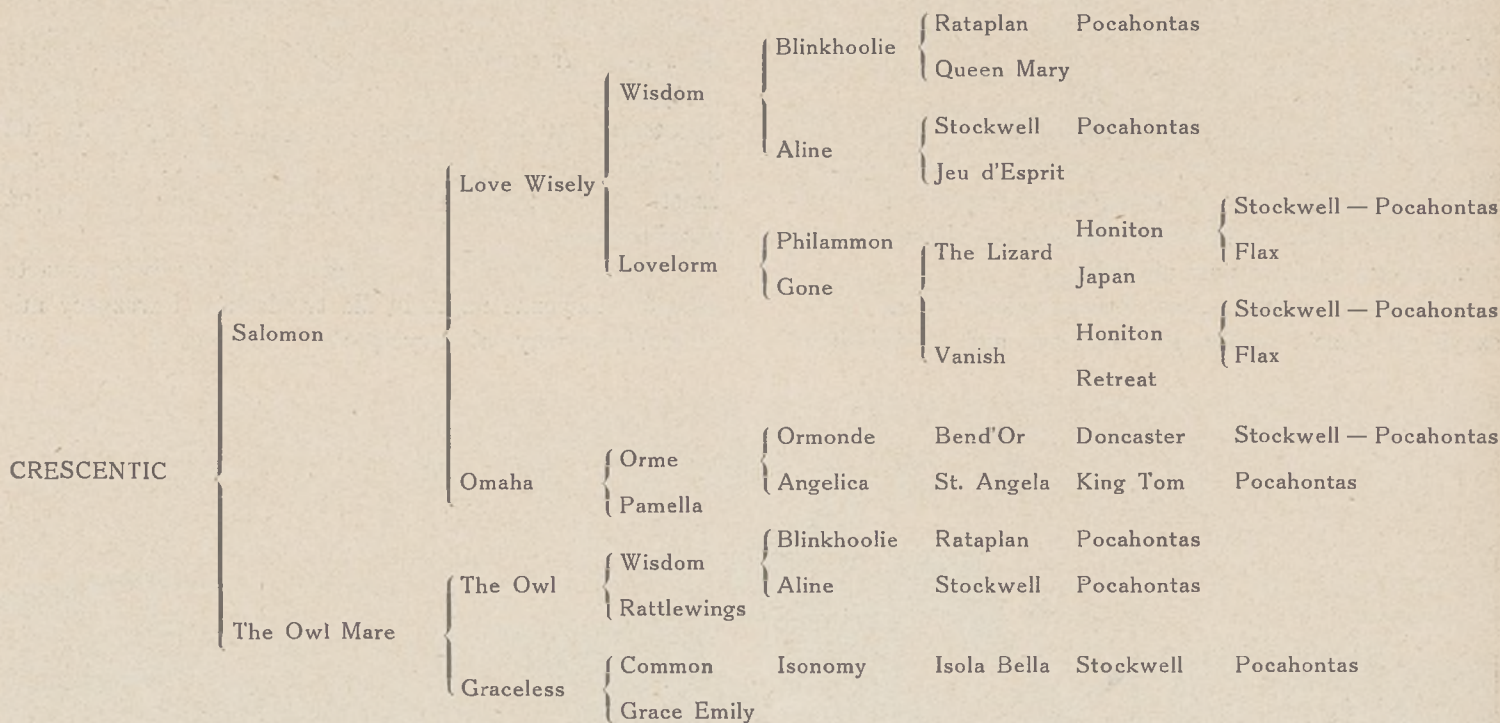 Rataplan Pocahontas
Blinkhoolie
Queen Mary
Wisdom
Stockwell Pocahontas
Aline
Jeu d'Esprit
Love Wisely
Stockwell — Pocahontas
Honiton
Philammon
The Lizard
Flax
Lovelorm
Japan
Gone
Stockwell — Pocahontas
Salomon
Honiton
Vanish
Flax
Retreat
Ormonde Bend'Or Doncaster Stockwell — Pocahontas
Orme
CRESCENTIC
Omaha
Angelica St. Angela King Tom Pocahontas
Pamella
Blinkhoolie Rataplan Pocahontas
Wisdom
The Owl
Aline Stockwell Pocahontas
Rattlewings
The Owl Mare
Common Isonomy Isola Bella Stockwell Pocahontas
Graceless
Grace Emily